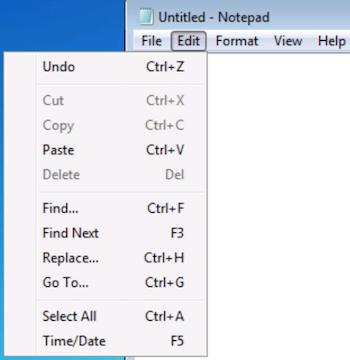 Untitled - Notepad
File Edit Format View Help
Undo Ctrl+Z
Cut Ctrl+X
Copy Ctrl+C
Paste Ctrl+V
Delete Del
Find... Ctrl+F
Find Next F3
Replace... Ctrl+H
Go To... Ctrl+G
Select All Ctrl+A
Time/Date F5